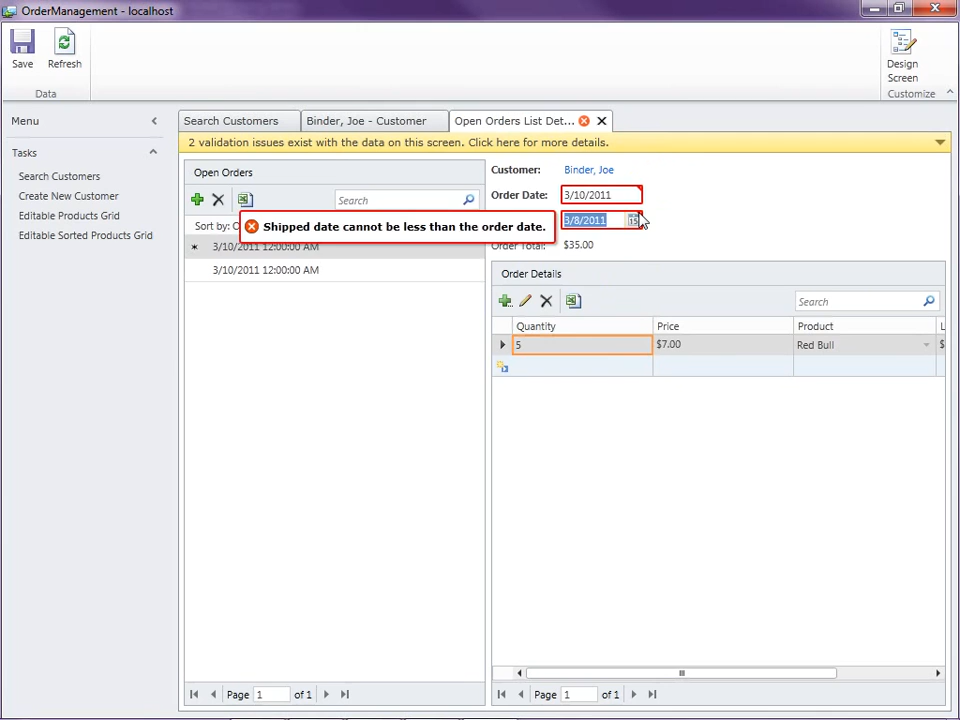 OrderManagement - localhost
Save
Refresh
Data
Design
Screen
Customize
Menu
Tasks
Search Customers
Create New Customer
Editable Products Grid
Editable Sorted Products Grid
Search Customers
Binder, Joe - Customer
Open Orders List Det...
2 validation issues exist with the data on this screen. Click here for more details.
Open Orders
Search
Sort by: O
Shipped date cannot be less than the order date.
* 3/10/2011 12:00:00 AM
3/10/2011 12:00:00 AM
Page 1 of 1
Customer: Binder, Joe
Order Date: 3/10/2011
3/8/2011 15
Order Total: $35.00
Order Details
Search
Quantity Price Product L
5 $7.00 Red Bull $
Page 1 of 1